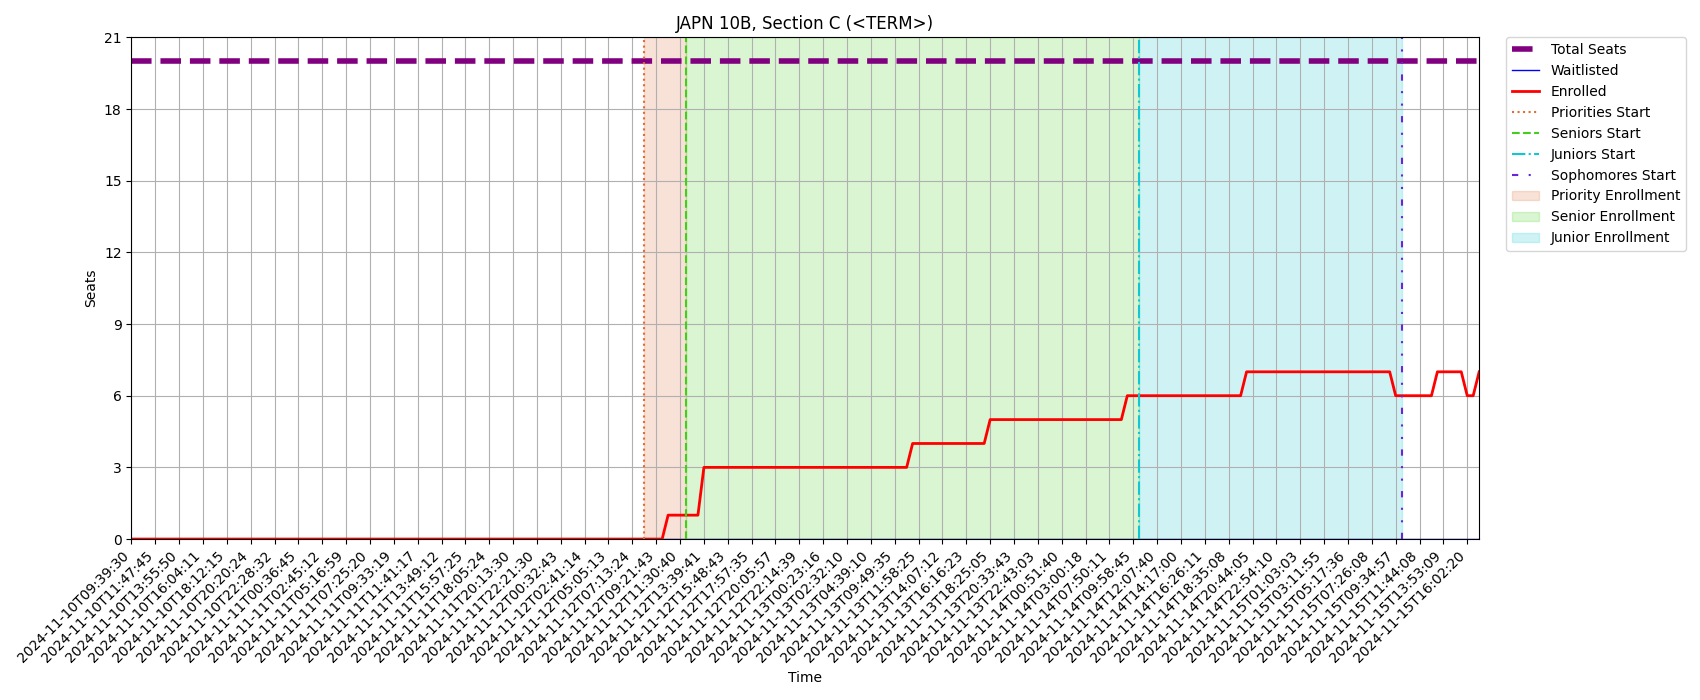 JAPN 10B, Section C (<TERM>)
Seats
21
18
15
12
9
6
3
0
Total Seats
Waitlisted
Enrolled
Priorities Start
Seniors Start
Juniors Start
Sophomores Start
Priority Enrollment
Senior Enrollment
Junior Enrollment
2024-11-10T09:39:30
2024-11-10T11:47:45
2024-11-10T13:55:50
2024-11-10T16:04:11
2024-11-10T18:12:15
2024-11-10T20:20:24
2024-11-10T22:28:32
2024-11-11T00:36:45
2024-11-11T02:45:12
2024-11-11T05:16:59
2024-11-11T07:25:20
2024-11-11T09:33:19
2024-11-11T11:41:17
2024-11-11T13:49:12
2024-11-11T15:57:25
2024-11-11T18:05:24
2024-11-11T20:13:30
2024-11-11T22:21:30
2024-11-12T00:32:43
2024-11-12T02:41:14
2024-11-12T05:05:13
2024-11-12T07:13:24
2024-11-12T09:21:43
2024-11-12T11:30:40
2024-11-12T13:39:41
2024-11-12T15:48:43
2024-11-12T17:57:35
2024-11-12T20:05:57
2024-11-12T22:14:39
2024-11-13T00:23:16
2024-11-13T02:32:10
2024-11-13T04:39:10
2024-11-13T09:49:35
2024-11-13T11:58:25
2024-11-13T14:07:12
2024-11-13T16:16:23
2024-11-13T18:25:05
2024-11-13T20:33:43
2024-11-13T22:43:03
2024-11-14T00:51:40
2024-11-14T03:00:18
2024-11-14T07:50:11
2024-11-14T09:58:45
2024-11-14T12:07:40
2024-11-14T14:17:00
2024-11-14T16:26:11
2024-11-14T18:35:08
2024-11-14T20:44:05
2024-11-14T22:54:10
2024-11-15T01:03:03
2024-11-15T03:11:55
2024-11-15T05:17:36
2024-11-15T07:26:08
2024-11-15T09:34:57
2024-11-15T11:44:08
2024-11-15T13:53:09
2024-11-15T16:02:20
Time